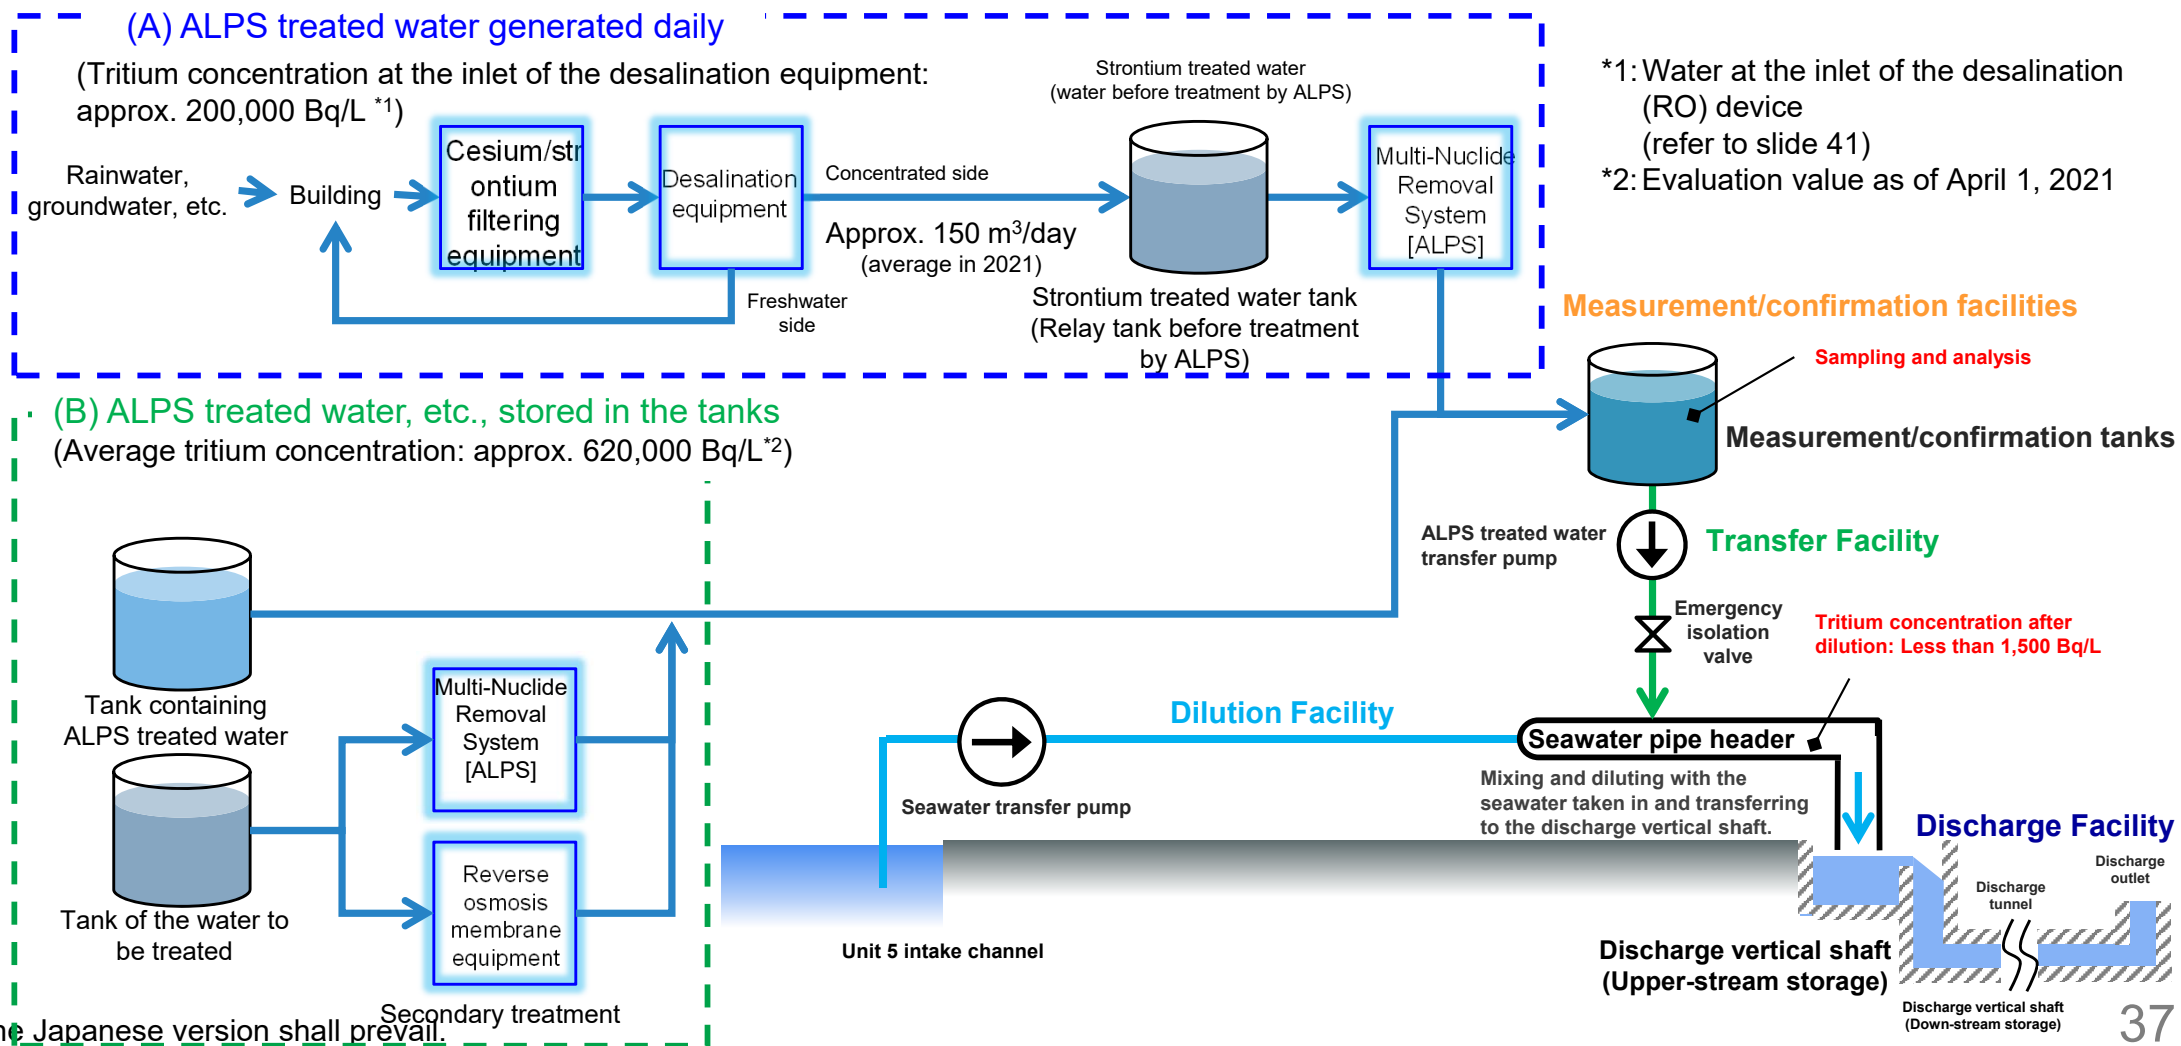 (A) ALPS treated water generated daily
(Tritium concentration at the inlet of the desalination equipment:
approx. 200,000 Bq/L *1)
Rainwater,
groundwater, etc.
Building
Cesium/str
ontium
filtering
equipment
Desalination
equipment
Concentrated side
Approx. 150 m3/day
(average in 2021)
Freshwater
side
Strontium treated water
(water before treatment by ALPS)
Strontium treated water tank
(Relay tank before treatment
by ALPS)
Multi-Nuclide
Removal
System
[ALPS]
*1: Water at the inlet of the desalination
(RO) device
(refer to slide 41)
*2: Evaluation value as of April 1, 2021
Measurement/confirmation facilities
Sampling and analysis
Measurement/confirmation tanks
(B) ALPS treated water, etc., stored in the tanks
(Average tritium concentration: approx. 620,000 Bq/L*2)
Tank containing
ALPS treated water
Tank of the water to
be treated
Multi-Nuclide
Removal
System
[ALPS]
Reverse
osmosis
membrane
equipment
Secondary treatment
ALPS treated water
transfer pump
Transfer Facility
Emergency
isolation
valve
Tritium concentration after
dilution: Less than 1,500 Bq/L
Dilution Facility
Seawater transfer pump
Seawater pipe header
Mixing and diluting with the
seawater taken in and transferring
to the discharge vertical shaft.
Unit 5 intake channel
Discharge Facility
Discharge
outlet
Discharge
tunnel
Discharge vertical shaft
(Upper-stream storage)
Discharge vertical shaft
(Down-stream storage)
Japanese version shall prevail.
37